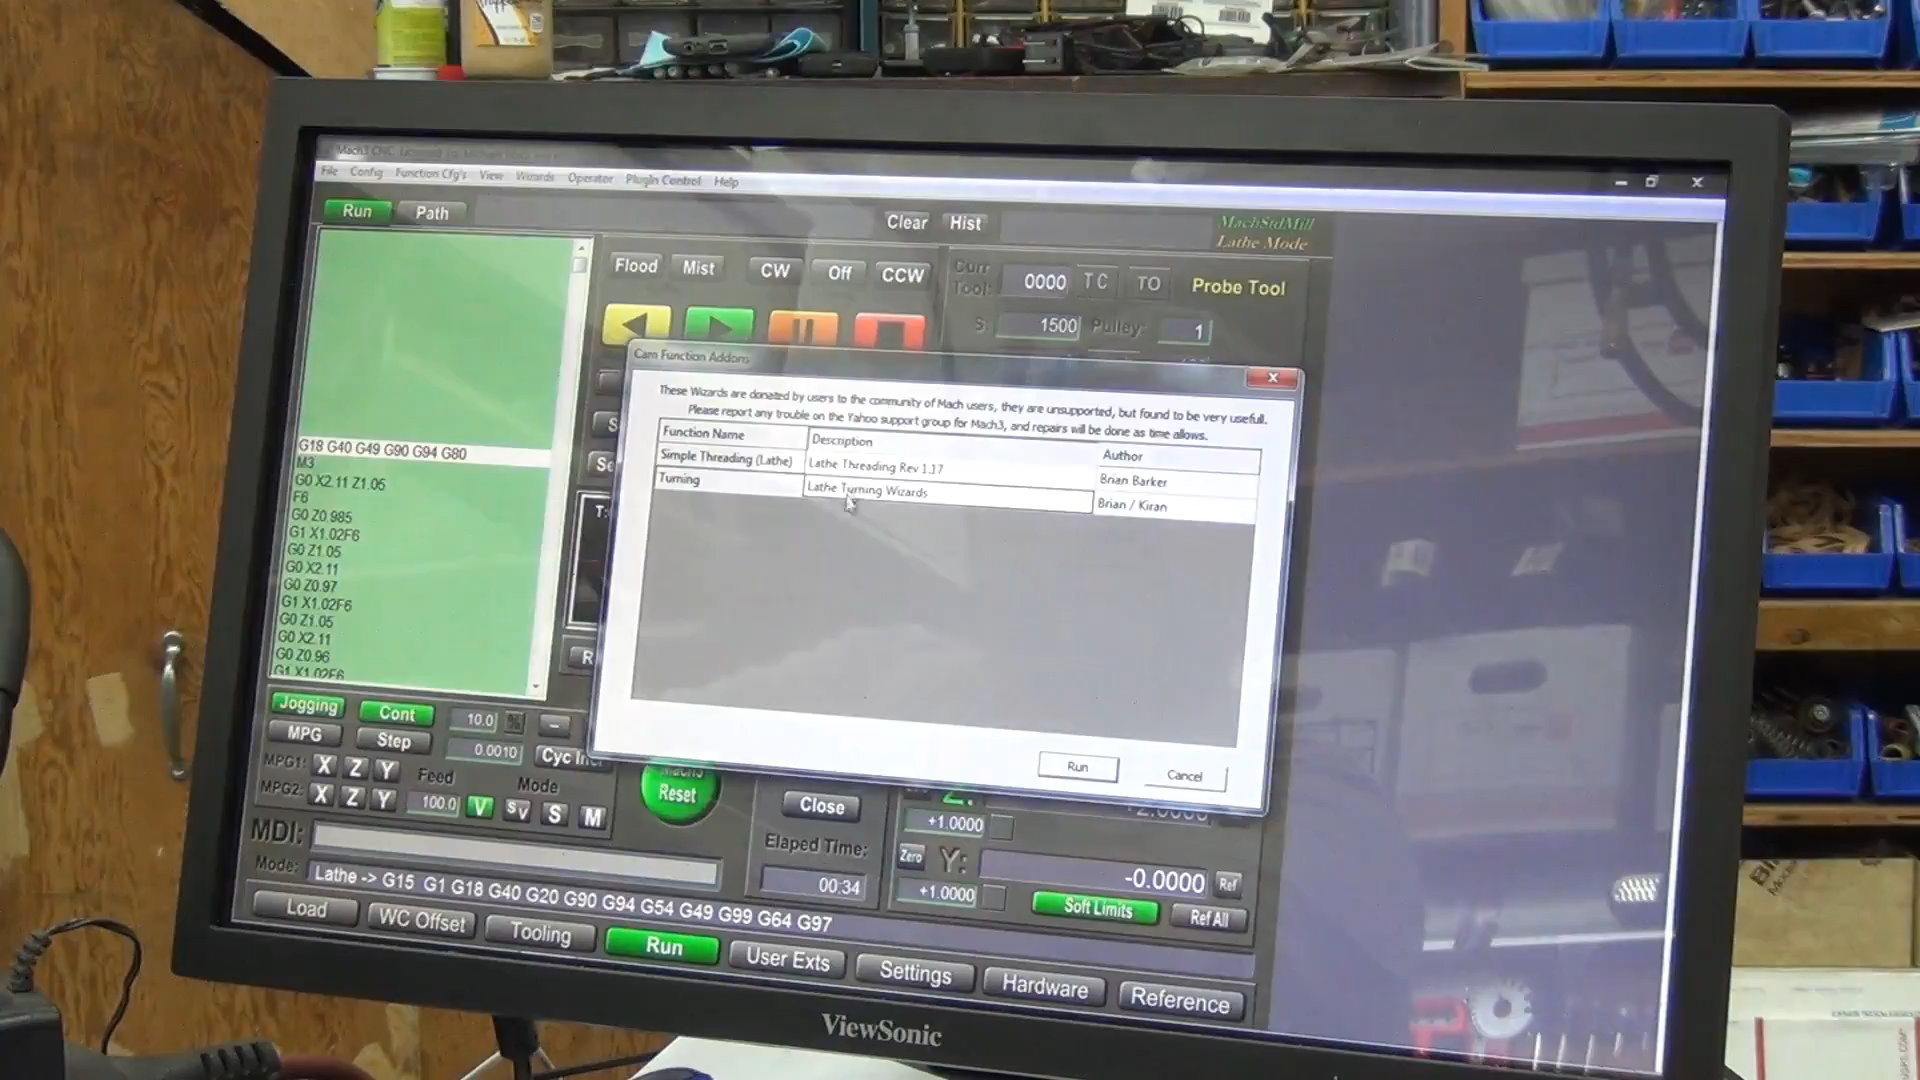 File Config Function Cfg's View Wizards Operator PlugIn Control Help
Run Path
Clear Hist
MachStdMill
Lathe Mode
Flood Mist CW Off CCW
Curr
Tool: 0000 TC TO Probe Tool
S: 1500 Pulley 1
Cam Function Addons
These Wizards are donated by users to the community of Mach users, they are unsupported, but found to be very usefull.
Please report any trouble on the Yahoo support group for Mach3, and repairs will be done as time allows.
Function Name Description Author
Simple Threading (Lathe) Lathe Threading Rev 1.17 Brian Barker
Turning Lathe Turning Wizards Brian / Kiran
Run Cancel
G18 G40 G49 G90 G94 G80
M3
G0 X2.11 Z1.05
F6
G0 Z0.985
G1 X1.02F6
G0 Z1.05
G0 X2.11
G0 Z0.97
G1 X1.02F6
G0 Z1.05
G0 X2.11
G0 Z0.96
G1 X1.02F6
Jogging Cont 10.0 %
MPG Step 0.0010 Cyc
MPG1: X Z Y Feed Mode
MPG2: X Z Y 100.0 V SV S M
Mach3
Reset
Close
Elaped Time:
00:34
Z:
+1.0000
Zero Y: -0.0000 Ref
+1.0000 Soft Limits Ref All
MDI:
Mode: Lathe -> G15 G1 G18 G40 G20 G90 G94 G54 G49 G99 G64 G97
Load WC Offset Tooling Run User Exts Settings Hardware Reference
ViewSonic